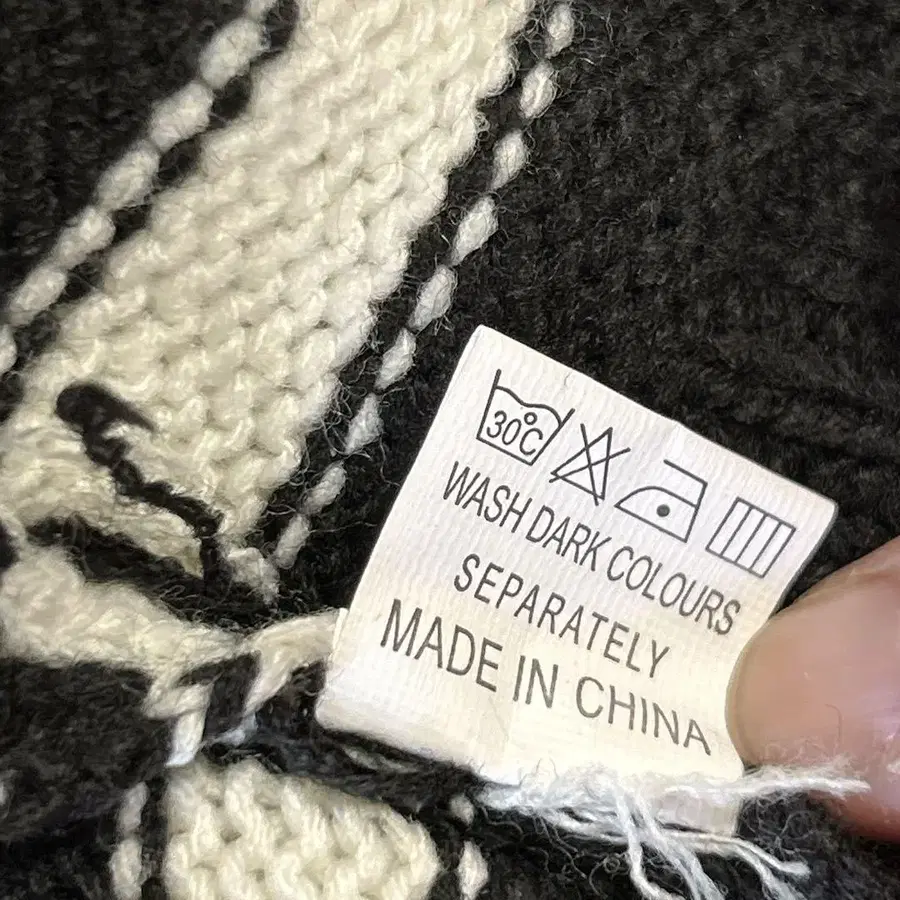 30°C
WASH DARK COLOURS
SEPARATELY
MADE IN CHINA